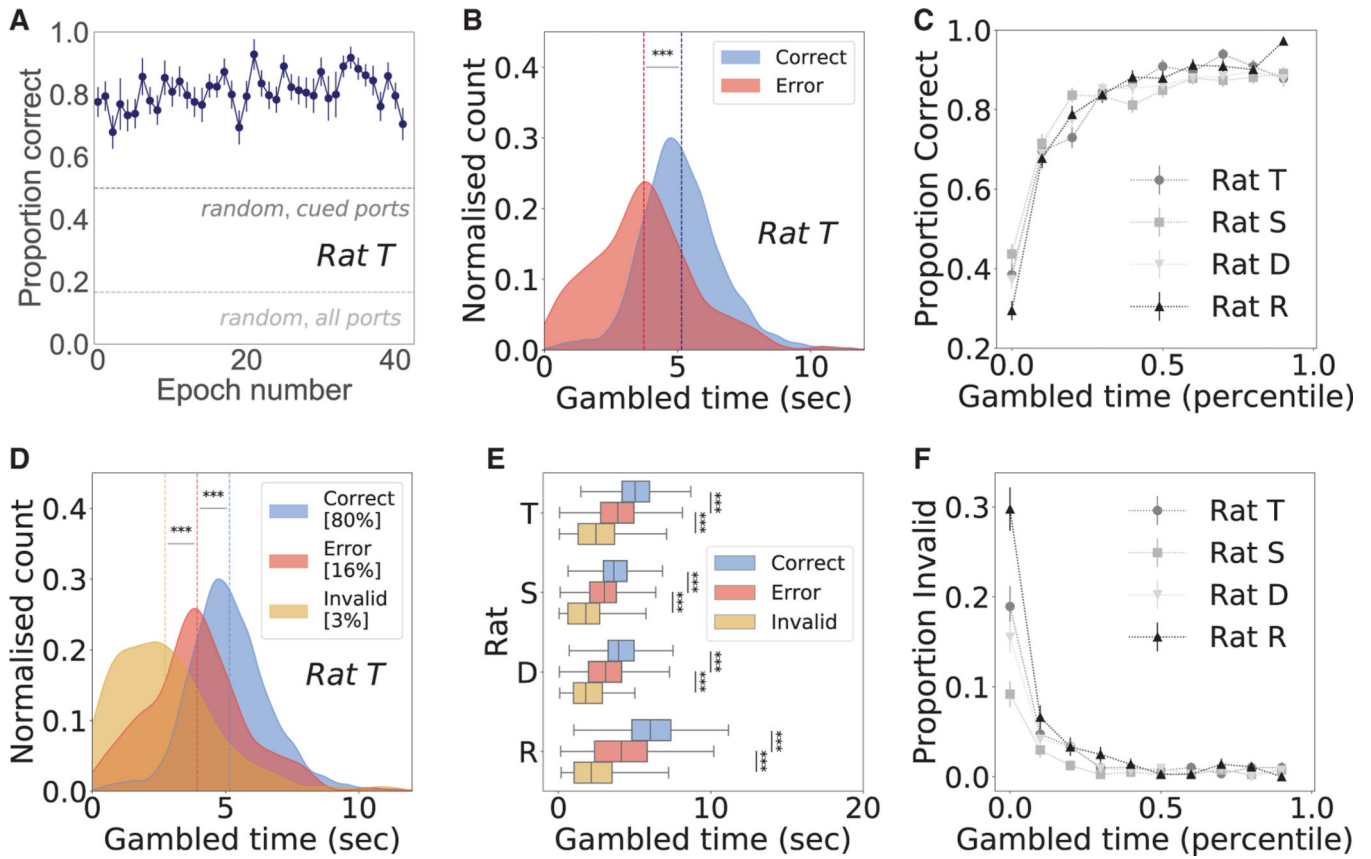 A
Proportion correct
1.0
0.8
0.6
0.4
0.2
0.0
random, cued ports
Rat T
random, all ports
0
20
40
Epoch number
B
Normalised count
0.4
0.3
0.2
0.1
0.0
***
Correct
Error
Rat T
0
5
10
Gambled time (sec)
C
Proportion Correct
1.0
0.8
0.6
0.4
0.2
Rat T
Rat S
Rat D
Rat R
0.0
0.5
1.0
Gambled time (percentile)
D
Normalised count
0.4
0.3
0.2
0.1
0.0
***
***
Correct
[80%]
Error
[16%]
Invalid
[3%]
Rat T
0
5
10
Gambled time (sec)
E
Rat
T
S
D
R
***
***
***
***
***
***
***
***
Correct
Error
Invalid
0
10
20
Gambled time (sec)
F
Proportion Invalid
0.3
0.2
0.1
0.0
Rat T
Rat S
Rat D
Rat R
0.0
0.5
1.0
Gambled time (percentile)